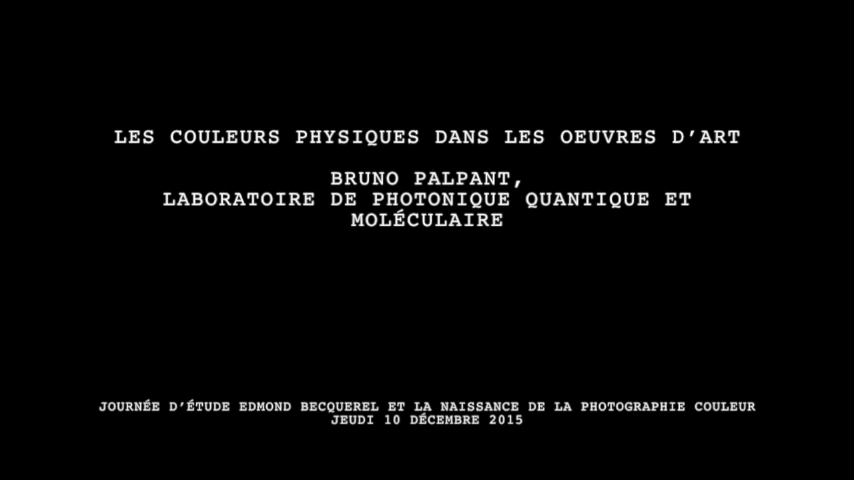 LES COULEURS PHYSIQUES DANS LES OEUVRES D'ART
BRUNO PALPANT,
LABORATOIRE DE PHOTONIQUE QUANTIQUE ET
MOLÉCULAIRE
JOURNÉE D'ÉTUDE EDMOND BECQUEREL ET LA NAISSANCE DE LA PHOTOGRAPHIE COULEUR
JEUDI 10 DÉCEMBRE 2015